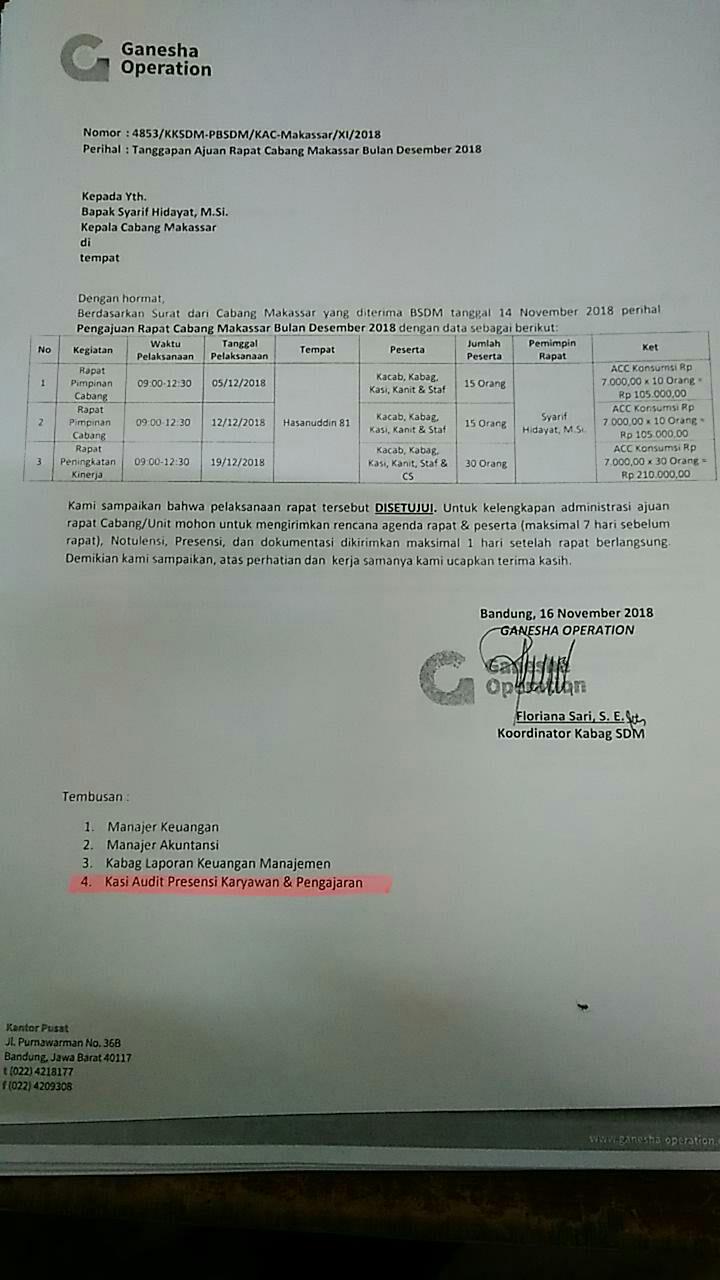 Ganesha
Operation
Nomor : 4853/KKSDM-PBSDM/KAC-Makassar/XI/2018
Perihal : Tanggapan Ajuan Rapat Cabang Makassar Bulan Desember 2018
Kepada Yth.
Bapak Syarif Hidayat, M.Si.
Kepala Cabang Makassar
di
tempat
Dengan hormat,
Berdasarkan Surat dari Cabang Makassar yang diterima BSDM tanggal 14 November 2018 perihal
Pengajuan Rapat Cabang Makassar Bulan Desember 2018 dengan data sebagai berikut:
No Kegiatan Waktu Pelaksanaan Tanggal Pelaksanaan Tempat Peserta Jumlah Peserta Pemimpin Rapat Ket
1 Rapat Pimpinan Cabang 09:00-12:30 05/12/2018 Hasanuddin 81 Kacab, Kabag, Kasi, Kanit & Staf 15 Orang Syarif Hidayat, M.Si. ACC Konsumsi Rp 7.000,00 x 10 Orang = Rp 105.000,00
2 Rapat Pimpinan Cabang 09:00-12:30 12/12/2018 Kacab, Kabag, Kasi, Kanit & Staf 15 Orang ACC Konsumsi Rp 7.000,00 x 10 Orang = Rp 105.000,00
3 Rapat Peningkatan Kinerja 09:00-12:30 19/12/2018 Kacab, Kabag, Kasi, Kanit, Staf & CS 30 Orang ACC Konsumsi Rp 7.000,00 x 30 Orang = Rp 210.000,00
Kami sampaikan bahwa pelaksanaan rapat tersebut DISETUJUI. Untuk kelengkapan administrasi ajuan
rapat Cabang/Unit mohon untuk mengirimkan rencana agenda rapat & peserta (maksimal 7 hari sebelum
rapat), Notulensi, Presensi, dan dokumentasi dikirimkan maksimal 1 hari setelah rapat berlangsung.
Demikian kami sampaikan, atas perhatian dan kerja samanya kami ucapkan terima kasih.
Bandung, 16 November 2018
GANESHA OPERATION
Ganesha
Operation
Floriana Sari, S. E.
Koordinator Kabag SDM
Tembusan :
1. Manajer Keuangan
2. Manajer Akuntansi
3. Kabag Laporan Keuangan Manajemen
4. Kasi Audit Presensi Karyawan & Pengajaran
Kantor Pusat
Jl. Purnawarman No. 36B
Bandung, Jawa Barat 40117
t (022) 4218177
f (022) 4209308
www.ganesha-operation.